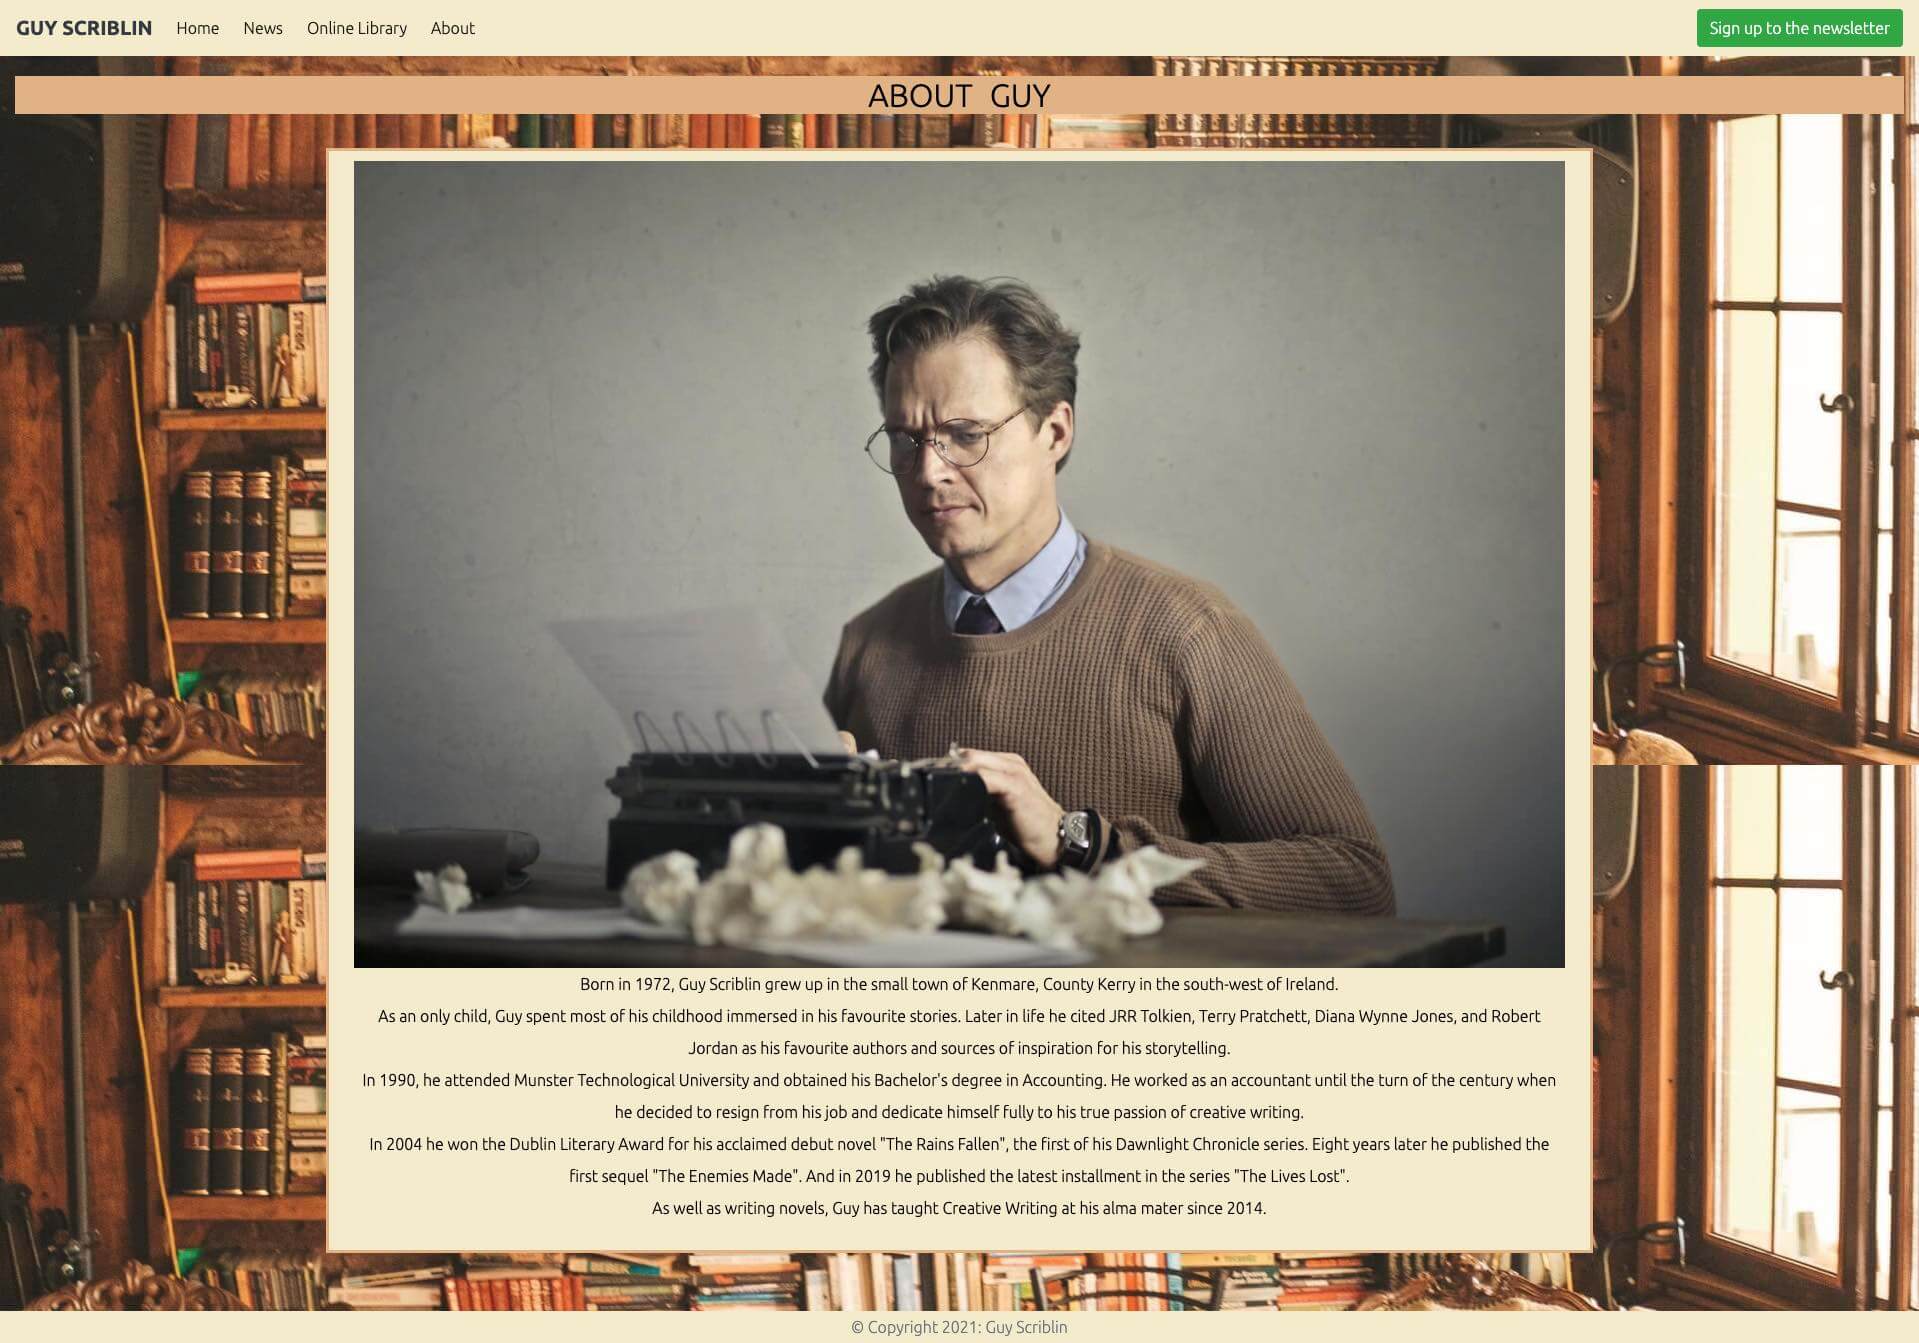 GUY SCRIBLIN Home News Online Library About Sign up to the newsletter
ABOUT GUY
Born in 1972, Guy Scriblin grew up in the small town of Kenmare, County Kerry in the south-west of Ireland.
As an only child, Guy spent most of his childhood immersed in his favourite stories. Later in life he cited JRR Tolkien, Terry Pratchett, Diana Wynne Jones, and Robert
Jordan as his favourite authors and sources of inspiration for his storytelling.
In 1990, he attended Munster Technological University and obtained his Bachelor's degree in Accounting. He worked as an accountant until the turn of the century when
he decided to resign from his job and dedicate himself fully to his true passion of creative writing.
In 2004 he won the Dublin Literary Award for his acclaimed debut novel "The Rains Fallen", the first of his Dawnlight Chronicle series. Eight years later he published the
first sequel "The Enemies Made". And in 2019 he published the latest installment in the series "The Lives Lost".
As well as writing novels, Guy has taught Creative Writing at his alma mater since 2014.
© Copyright 2021: Guy Scriblin